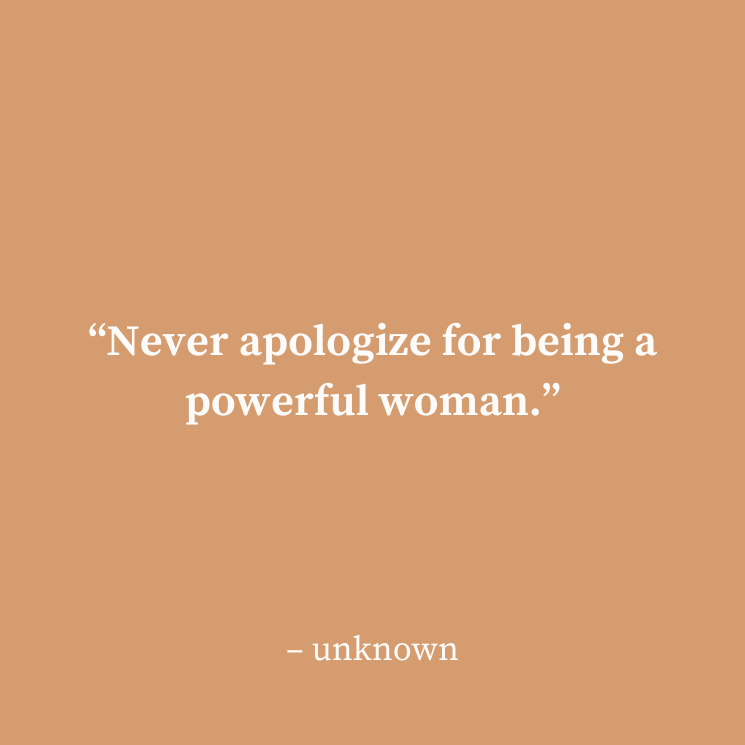 “Never apologize for being a
powerful woman.”
– unknown